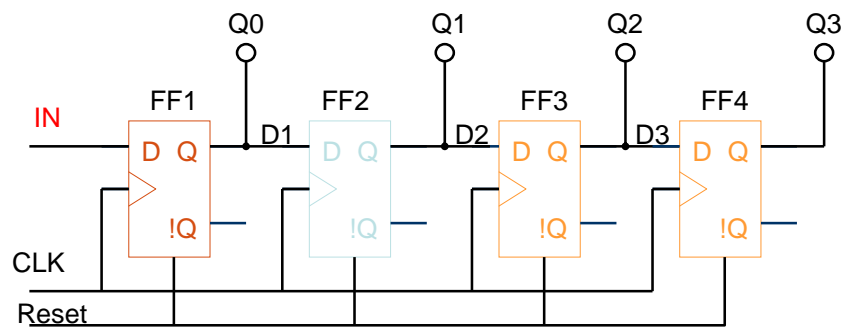 Q0 Q1 Q2 Q3
IN FF1 FF2 FF3 FF4
D Q D1 D Q D2 D Q D3 D Q
!Q !Q !Q !Q
CLK
Reset